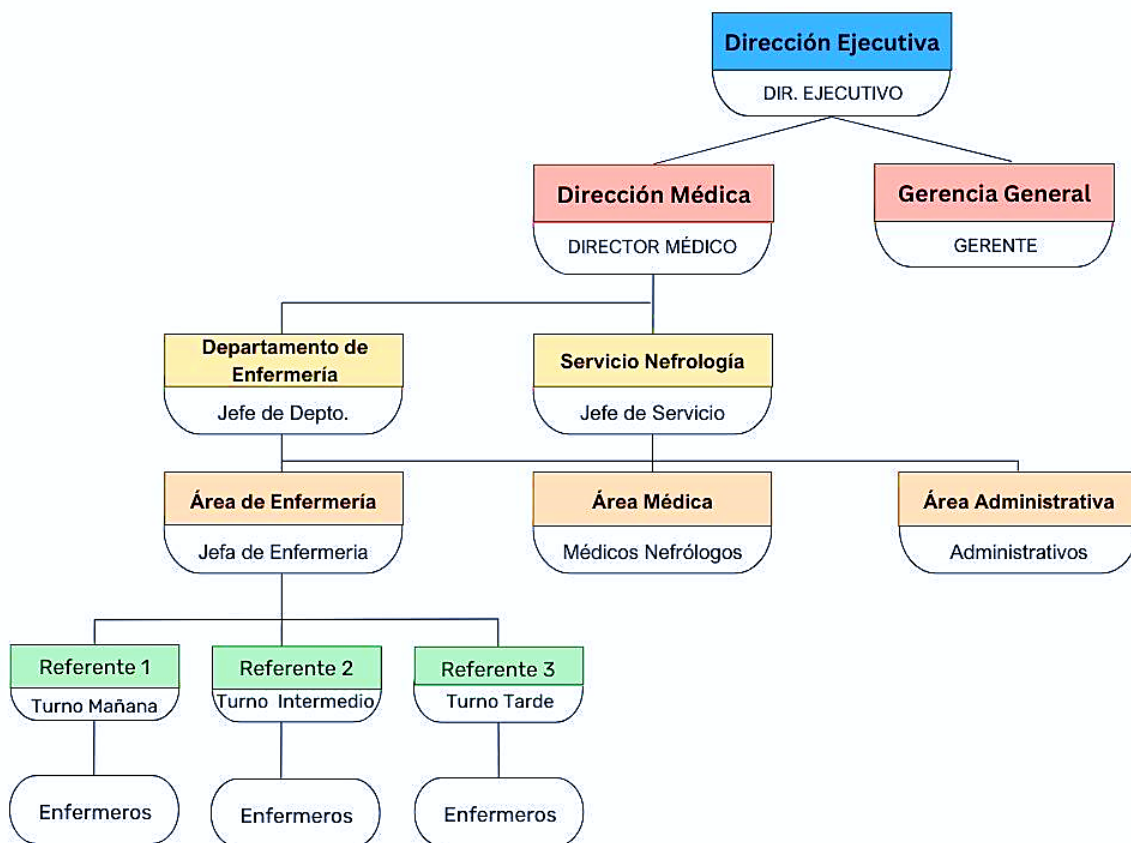 Dirección Ejecutiva
DIR. EJECUTIVO
Dirección Médica
DIRECTOR MÉDICO
Gerencia General
GERENTE
Departamento de
Enfermería
Jefe de Depto.
Servicio Nefrología
Jefe de Servicio
Área de Enfermería
Jefa de Enfermeria
Área Médica
Médicos Nefrólogos
Área Administrativa
Administrativos
Referente 1
Turno Mañana
Referente 2
Turno Intermedio
Referente 3
Turno Tarde
Enfermeros
Enfermeros
Enfermeros